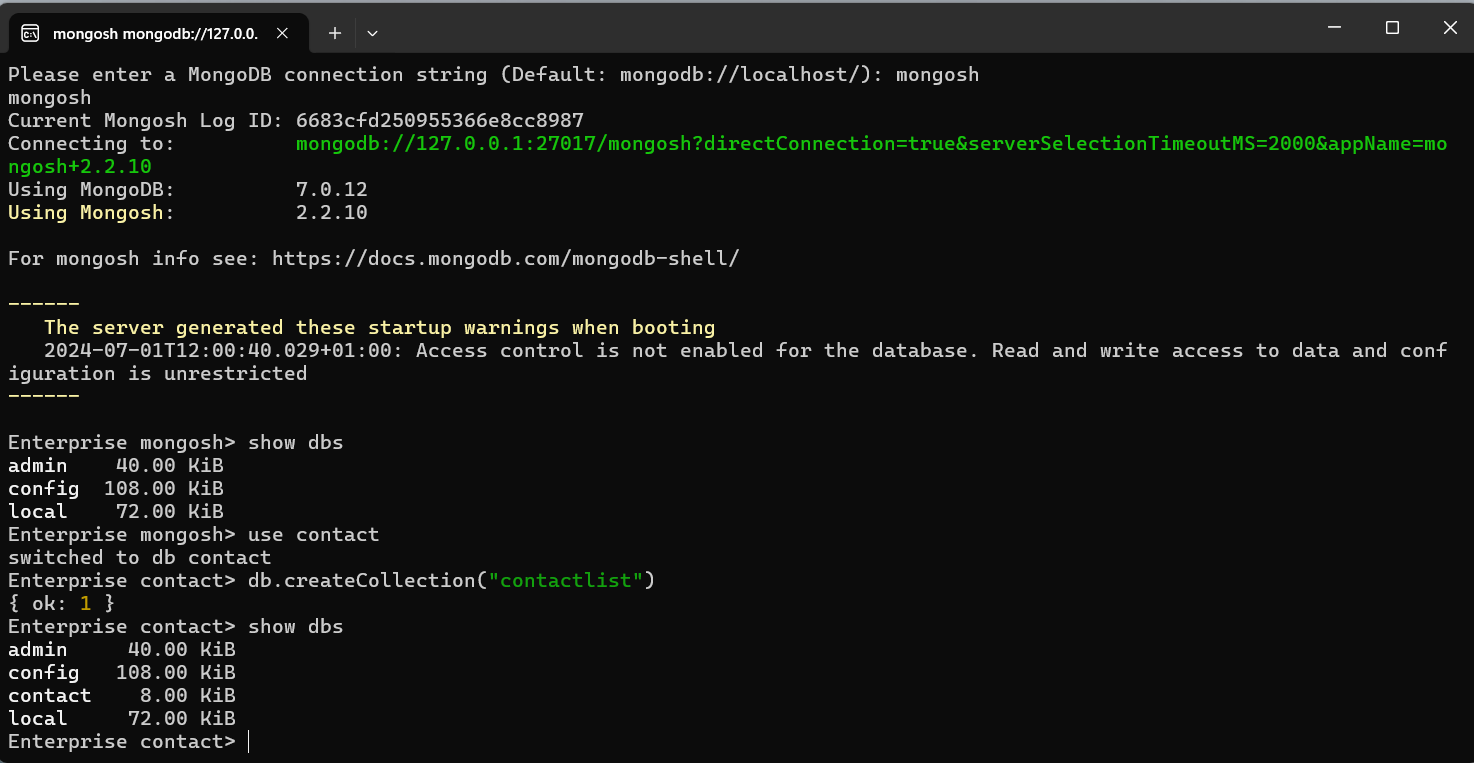 mongosh mongodb://127.0.0.
Please enter a MongoDB connection string (Default: mongodb://localhost/): mongosh
mongosh
Current Mongosh Log ID: 6683cfd250955366e8cc8987
Connecting to:          mongodb://127.0.0.1:27017/mongosh?directConnection=true&serverSelectionTimeoutMS=2000&appName=mo
ngosh+2.2.10
Using MongoDB:          7.0.12
Using Mongosh:          2.2.10
For mongosh info see: https://docs.mongodb.com/mongodb-shell/
------
   The server generated these startup warnings when booting
   2024-07-01T12:00:40.029+01:00: Access control is not enabled for the database. Read and write access to data and conf
iguration is unrestricted
------
Enterprise mongosh> show dbs
admin    40.00 KiB
config  108.00 KiB
local    72.00 KiB
Enterprise mongosh> use contact
switched to db contact
Enterprise contact> db.createCollection("contactlist")
{ ok: 1 }
Enterprise contact> show dbs
admin     40.00 KiB
config   108.00 KiB
contact    8.00 KiB
local     72.00 KiB
Enterprise contact>